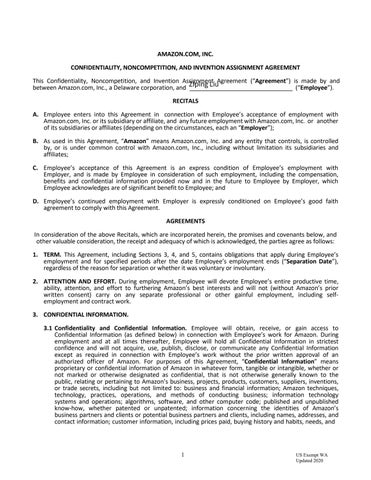 AMAZON.COM, INC.
CONFIDENTIALITY, NONCOMPETITION, AND INVENTION ASSIGNMENT AGREEMENT
This Confidentiality, Noncompetition, and Invention Assignment Agreement ("Agreement") is made by and
between Amazon.com, Inc., a Delaware corporation, and Ziping Liu ("Employee").
RECITALS
A. Employee enters into this Agreement in connection with Employee's acceptance of employment with
Amazon.com, Inc. or its subsidiary or affiliate, and any future employment with Amazon.com, Inc. or another
of its subsidiaries or affiliates (depending on the circumstances, each an "Employer");
B. As used in this Agreement, "Amazon" means Amazon.com, Inc. and any entity that controls, is controlled
by, or is under common control with Amazon.com, Inc., including without limitation its subsidiaries and
affiliates;
C. Employee's acceptance of this Agreement is an express condition of Employee's employment with
Employer, and is made by Employee in consideration of such employment, including the compensation,
benefits and confidential information provided now and in the future to Employee by Employer, which
Employee acknowledges are of significant benefit to Employee; and
D. Employee's continued employment with Employer is expressly conditioned on Employee's good faith
agreement to comply with this Agreement.
AGREEMENTS
In consideration of the above Recitals, which are incorporated herein, the promises and covenants below, and
other valuable consideration, the receipt and adequacy of which is acknowledged, the parties agree as follows:
1. TERM. This Agreement, including Sections 3, 4, and 5, contains obligations that apply during Employee's
employment and for specified periods after the date Employee's employment ends ("Separation Date"),
regardless of the reason for separation or whether it was voluntary or involuntary.
2. ATTENTION AND EFFORT. During employment, Employee will devote Employee's entire productive time,
ability, attention, and effort to furthering Amazon's best interests and will not (without Amazon's prior
written consent) carry on any separate professional or other gainful employment, including self-
employment and contract work.
3. CONFIDENTIAL INFORMATION.
3.1 Confidentiality and Confidential Information. Employee will obtain, receive, or gain access to
Confidential Information (as defined below) in connection with Employee's work for Amazon. During
employment and at all times thereafter, Employee will hold all Confidential Information in strictest
confidence and will not acquire, use, publish, disclose, or communicate any Confidential Information
except as required in connection with Employee's work without the prior written approval of an
authorized officer of Amazon. For purposes of this Agreement, "Confidential Information" means
proprietary or confidential information of Amazon in whatever form, tangible or intangible, whether or
not marked or otherwise designated as confidential, that is not otherwise generally known to the
public, relating or pertaining to Amazon's business, projects, products, customers, suppliers, inventions,
or trade secrets, including but not limited to: business and financial information; Amazon techniques,
technology, practices, operations, and methods of conducting business; information technology
systems and operations; algorithms, software, and other computer code; published and unpublished
know-how, whether patented or unpatented; information concerning the identities of Amazon's
business partners and clients or potential business partners and clients, including names, addresses, and
contact information; customer information, including prices paid, buying history and habits, needs, and
1
US Exempt WA
Updated 2020